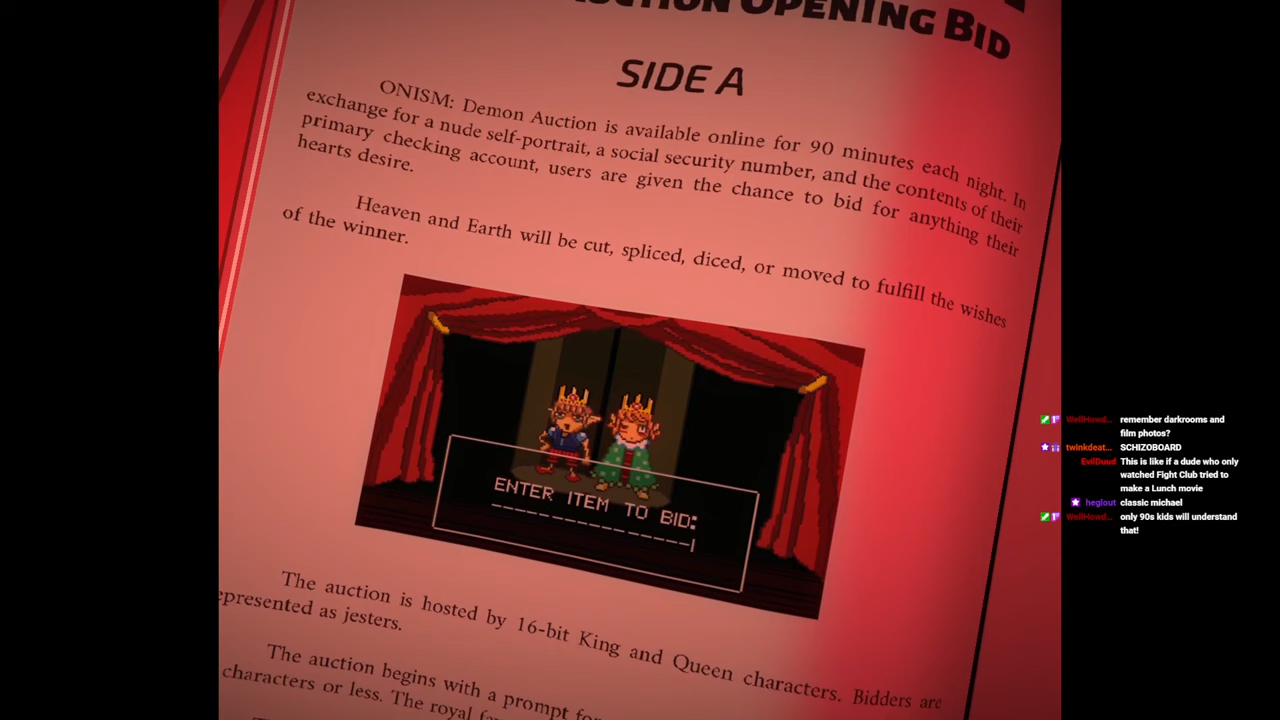 OPENING BID
SIDE A
ONISM: Demon Auction is available online for 90 minutes each night. In
exchange for a nude self-portrait, a social security number, and the contents of their
primary checking account, users are given the chance to bid for anything their
hearts desire.
Heaven and Earth will be cut, spliced, diced, or moved to fulfill the wishes
of the winner.
ENTER ITEM TO BID:
The auction is hosted by 16-bit King and Queen characters. Bidders are
epresented as jesters.
The auction begins with a prompt for
characters or less. The royal
WellHowd... remember darkrooms and
film photos?
twinkdeat... SCHIZOBOARD
EvilDuud This is like if a dude who only
watched Fight Club tried to
make a Lunch movie
heglout classic michael
WellHowd... only 90s kids will understand
that!